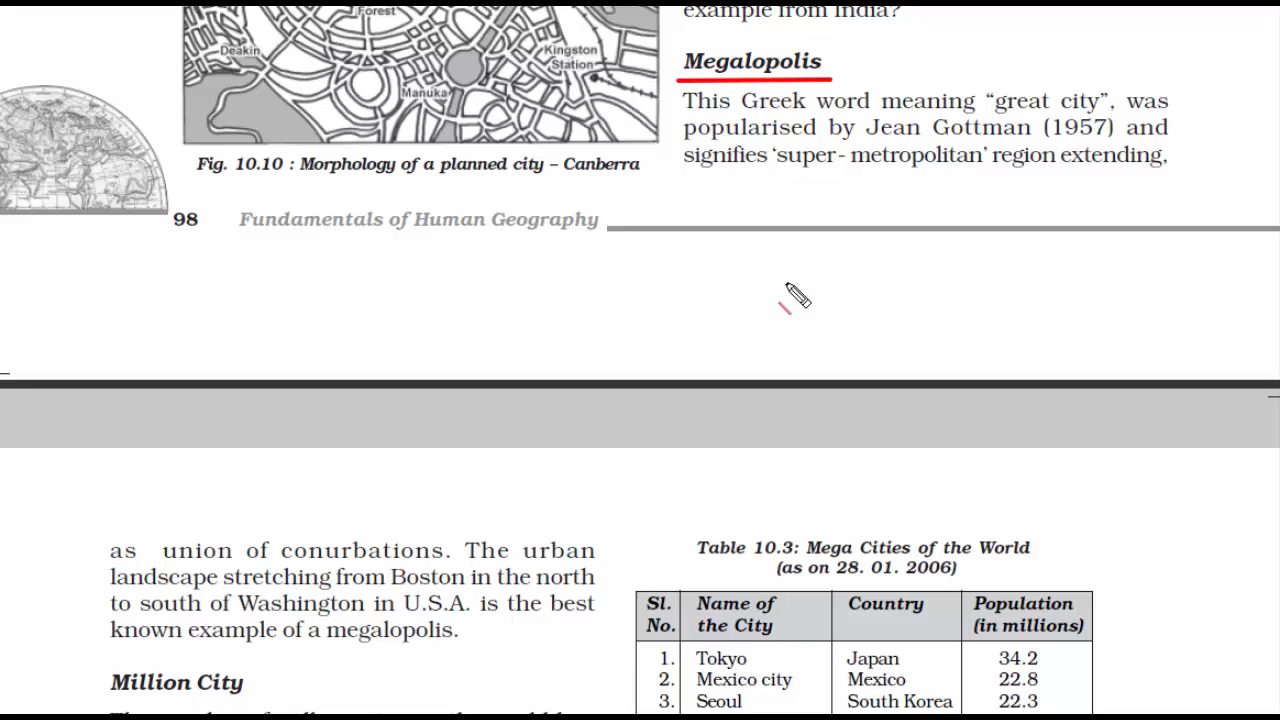 Forest
Deakin
Kingston
Station
Manuka
Fig. 10.10 : Morphology of a planned city – Canberra
98 Fundamentals of Human Geography
example from India?
Megalopolis
This Greek word meaning “great city”, was
popularised by Jean Gottman (1957) and
signifies ‘super- metropolitan’ region extending,
as union of conurbations. The urban
landscape stretching from Boston in the north
to south of Washington in U.S.A. is the best
known example of a megalopolis.
Million City
Table 10.3: Mega Cities of the World
(as on 28. 01. 2006)
Sl. Name of Country Population
No. the City (in millions)
1. Tokyo Japan 34.2
2. Mexico city Mexico 22.8
3. Seoul South Korea 22.3